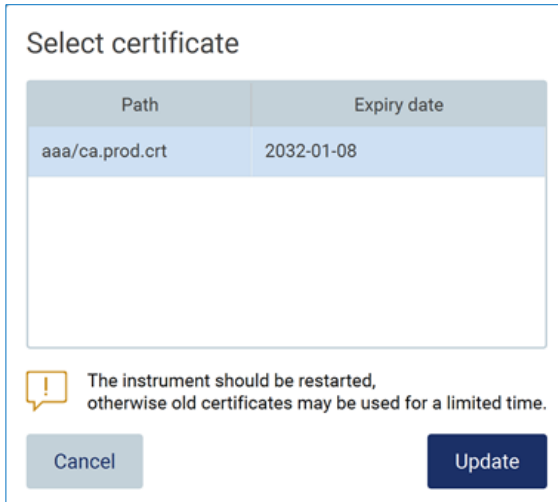 Select certificate
Path Expiry date
aaa/ca.prod.crt 2032-01-08
!
The instrument should be restarted,
otherwise old certificates may be used for a limited time.
Cancel Update